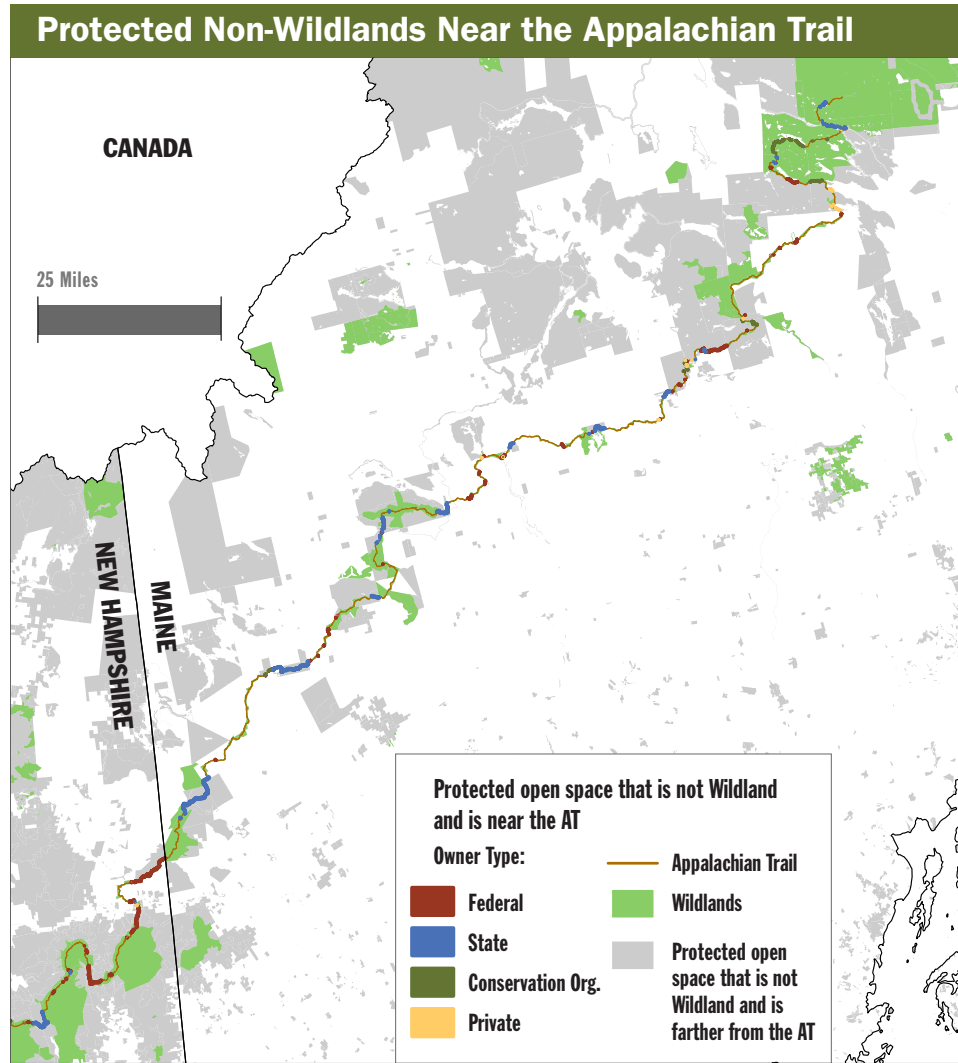 Protected Non-Wildlands Near the Appalachian Trail
CANADA
25 Miles
NEW HAMPSHIRE
MAINE
Protected open space that is not Wildland
and is near the AT
Owner Type:
Federal
State
Conservation Org.
Private
Appalachian Trail
Wildlands
Protected open
space that is not
Wildland and is
farther from the AT